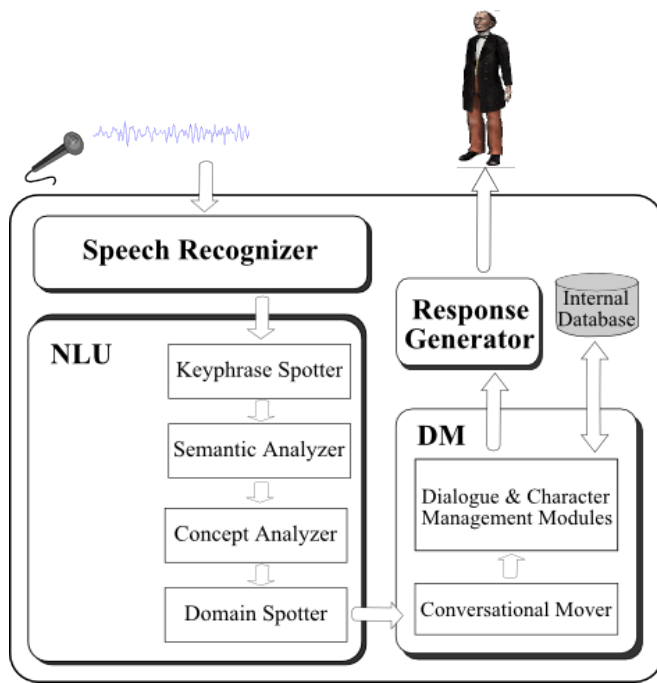 Speech Recognizer
NLU
Keyphrase Spotter
Semantic Analyzer
Concept Analyzer
Domain Spotter
Response
Generator
Internal
Database
DM
Dialogue & Character
Management Modules
Conversational Mover